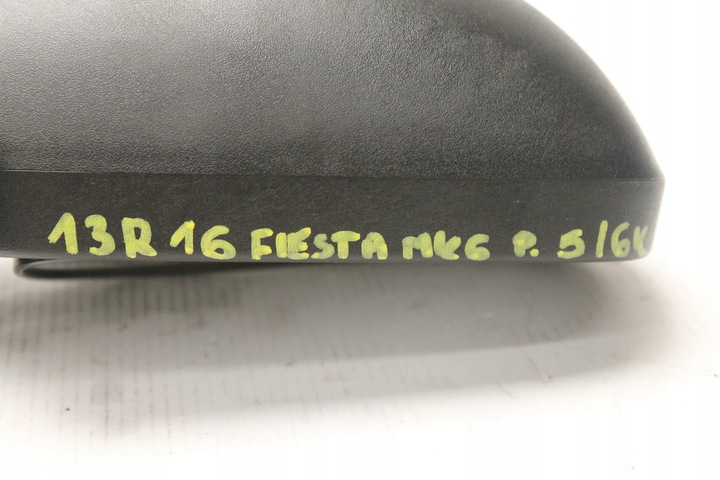 13R 16 FIESTA MK6 P. 5/6K